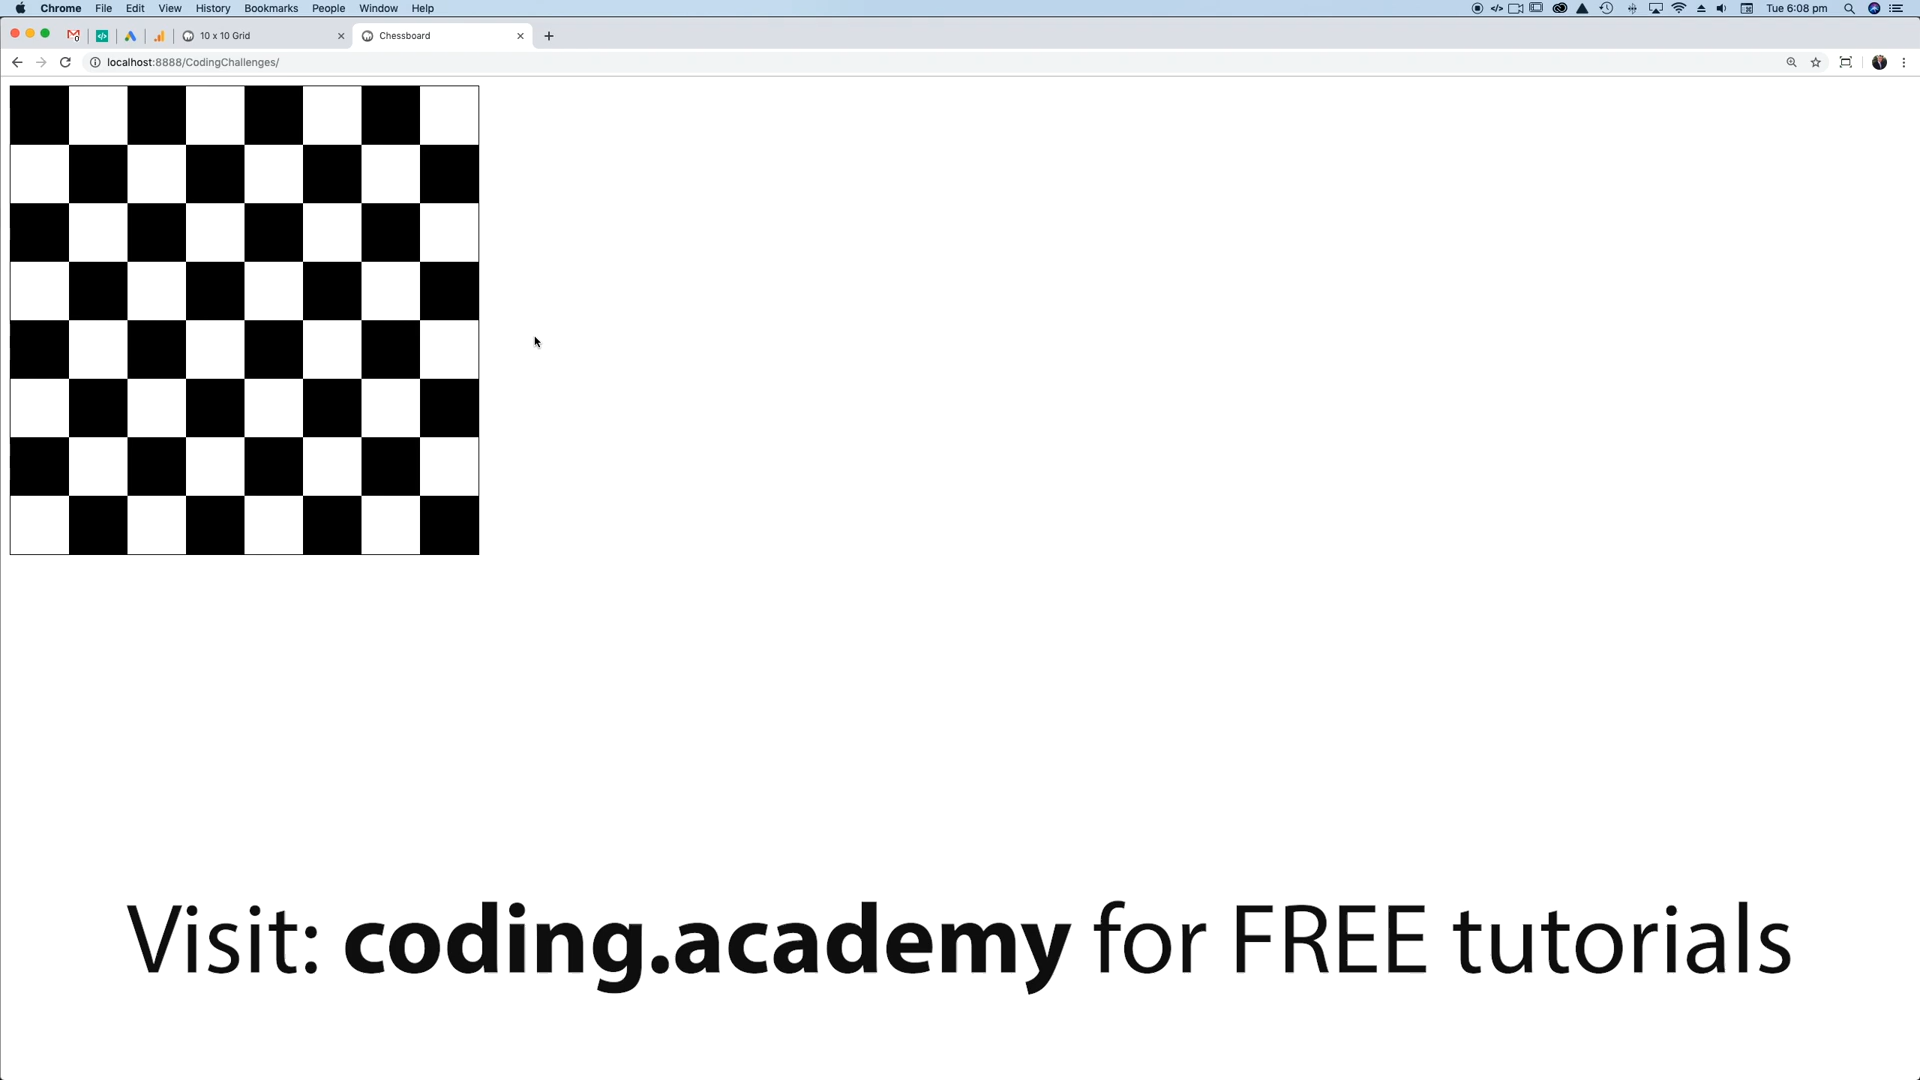 Chrome File Edit View History Bookmarks People Window Help Tue 6:08 pm
10 x 10 Grid Chessboard
localhost:8888/CodingChallenges/
Visit: coding.academy for FREE tutorials